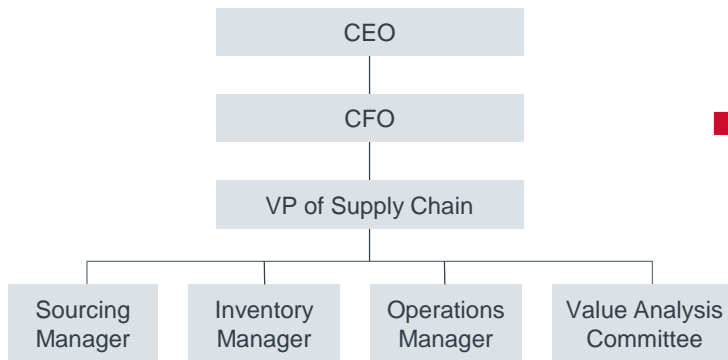 CEO
CFO
VP of Supply Chain
Sourcing
Manager
Inventory
Manager
Operations
Manager
Value Analysis
Committee